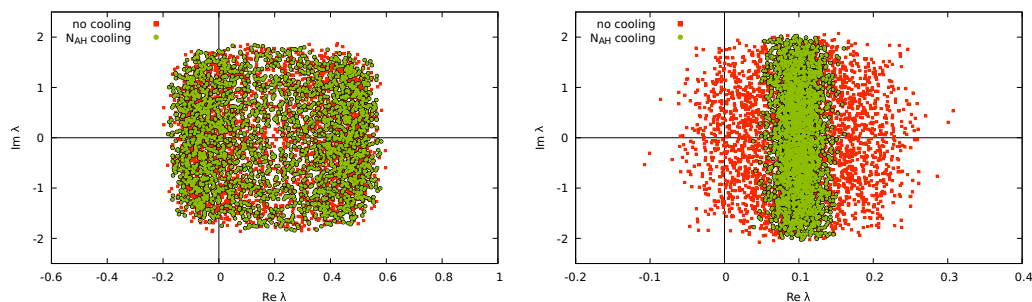 no cooling
N_AH cooling
2
1
0
-1
-2
Im λ
-0.6 -0.4 -0.2 0 0.2 0.4 0.6 0.8 1
Re λ
no cooling
N_AH cooling
2
1
0
-1
-2
Im λ
-0.2 -0.1 0 0.1 0.2 0.3 0.4
Re λ